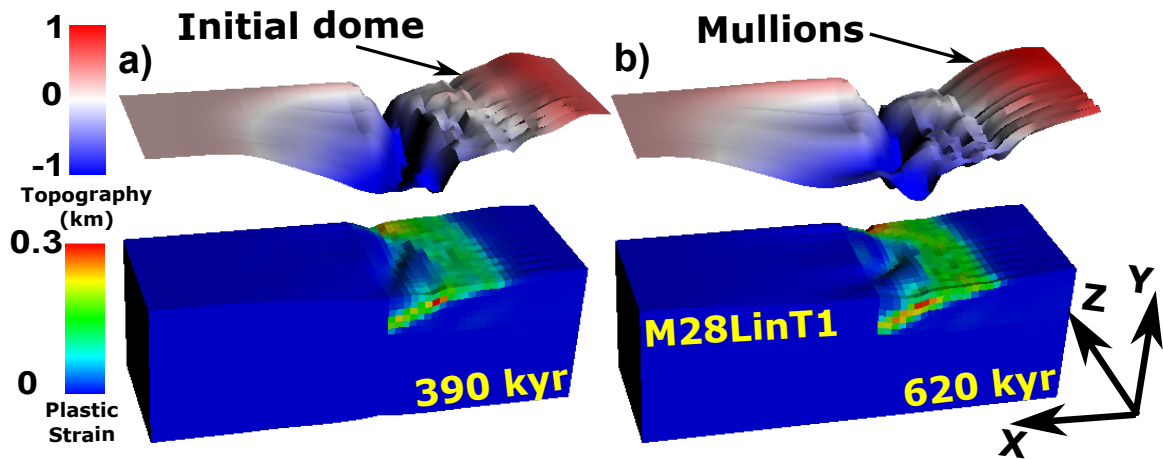 1
0
-1
Topography
(km)
a)
Initial dome
b)
Mullions
0.3
0
Plastic
Strain
390 kyr
M28LinT1
620 kyr
X
Y
Z